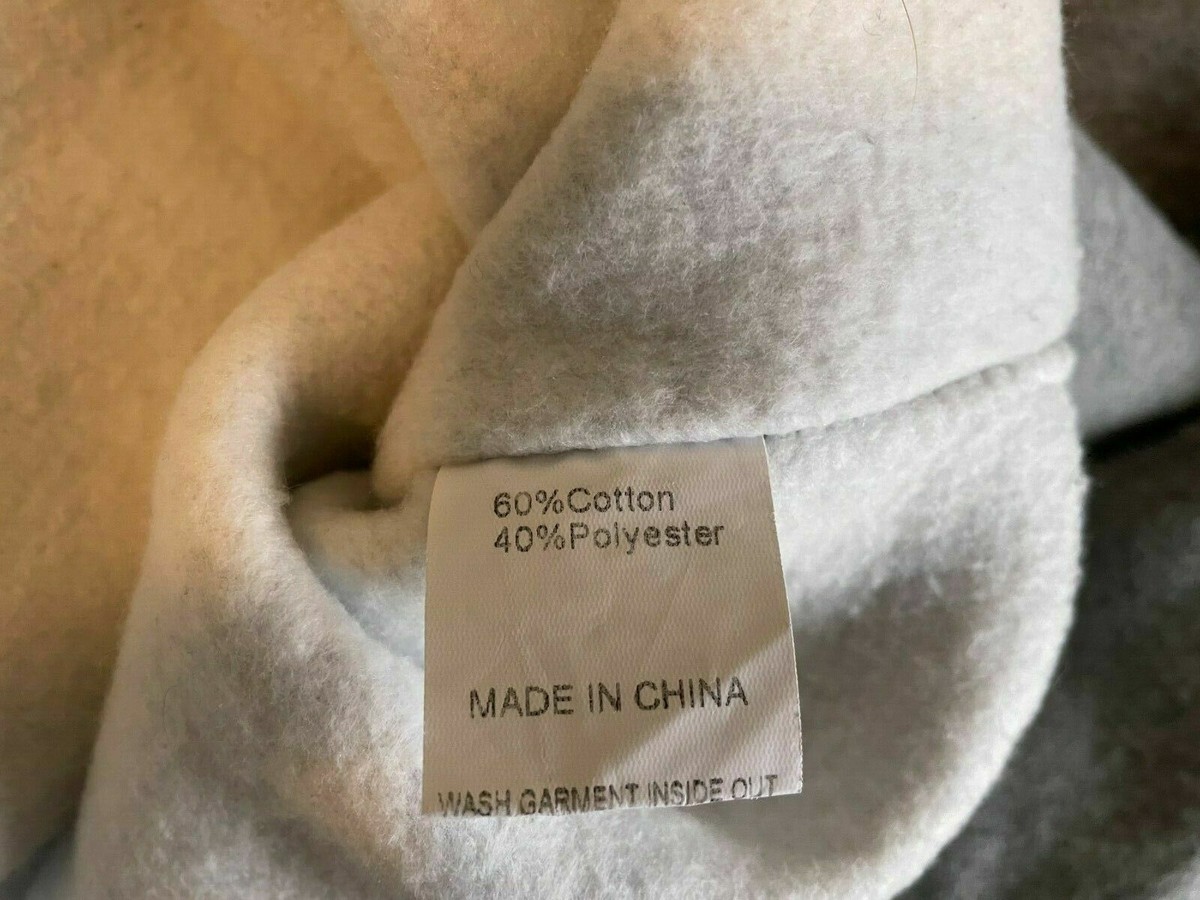 60%Cotton
40%Polyester
MADE IN CHINA
WASH GARMENT INSIDE OUT